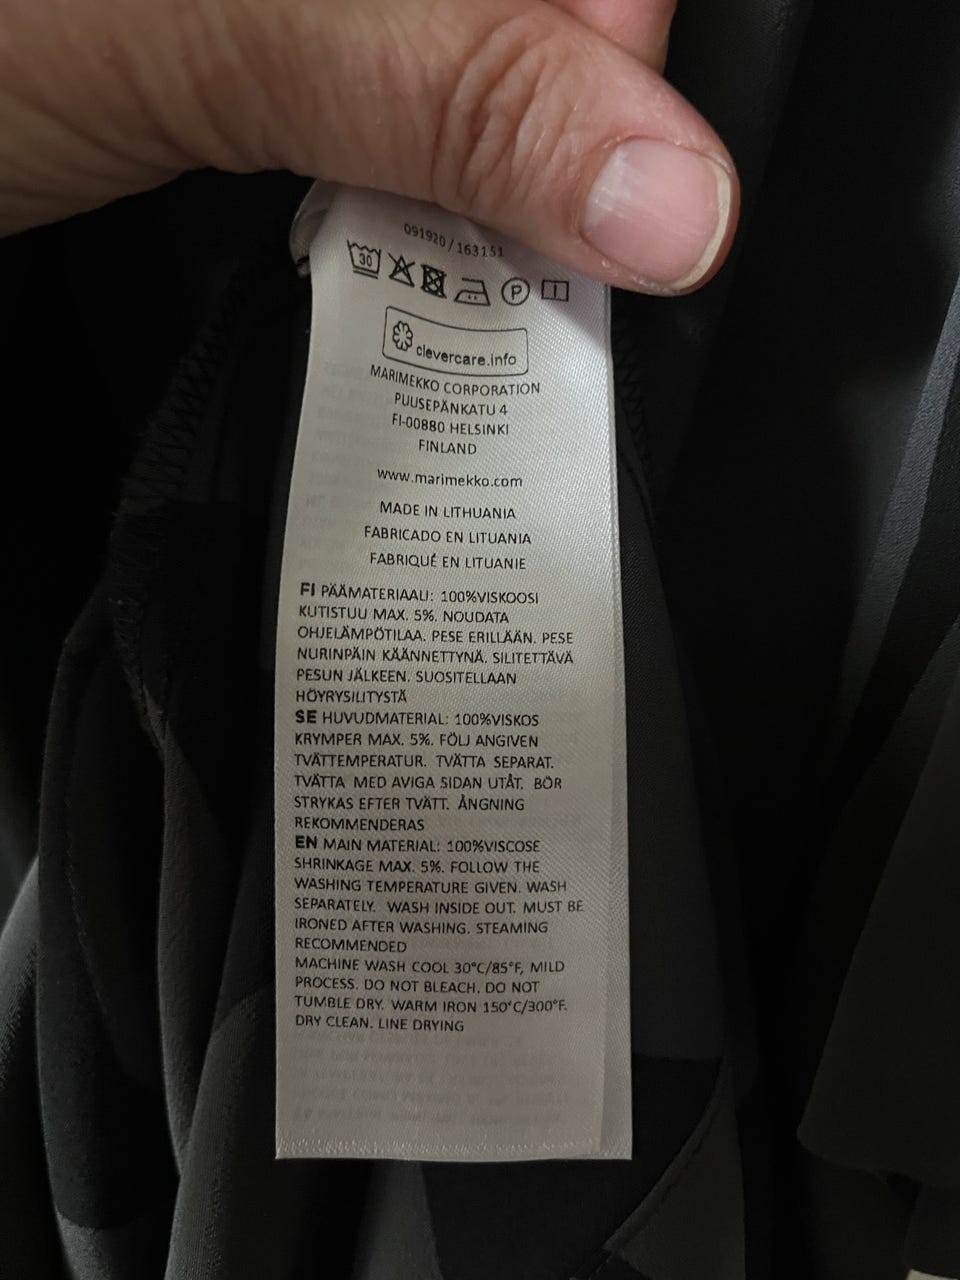 091920/163151
30
P
clevercare.info
MARIMEKKO CORPORATION
PUUSEPÄNKATU 4
FI-00880 HELSINKI
FINLAND
www.marimekko.com
MADE IN LITHUANIA
FABRICADO EN LITUANIA
FABRIQUÉ EN LITUANIE
FI PÄÄMATERIAALI: 100%VISKOOSI
KUTISTUU MAX. 5%. NOUDATA
OHJELÄMPÖTILAA. PESE ERILLÄÄN. PESE
NURINPÄIN KÄÄNNETTYNÄ. SILITETTÄVÄ
PESUN JÄLKEEN. SUOSITELLAAN
HÖYRYSILITYSTÄ
SE HUVUDMATERIAL: 100%VISKOS
KRYMPER MAX. 5%. FÖLJ ANGIVEN
TVÄTTEMPERATUR. TVÄTTA SEPARAT.
TVÄTTA MED AVIGA SIDAN UTÅT. BÖR
STRYKAS EFTER TVÄTT. ÅNGNING
REKOMMENDERAS
EN MAIN MATERIAL: 100%VISCOSE
SHRINKAGE MAX. 5%. FOLLOW THE
WASHING TEMPERATURE GIVEN. WASH
SEPARATELY. WASH INSIDE OUT. MUST BE
IRONED AFTER WASHING. STEAMING
RECOMMENDED
MACHINE WASH COOL 30°C/85°F, MILD
PROCESS. DO NOT BLEACH. DO NOT
TUMBLE DRY. WARM IRON 150°C/300°F.
DRY CLEAN. LINE DRYING